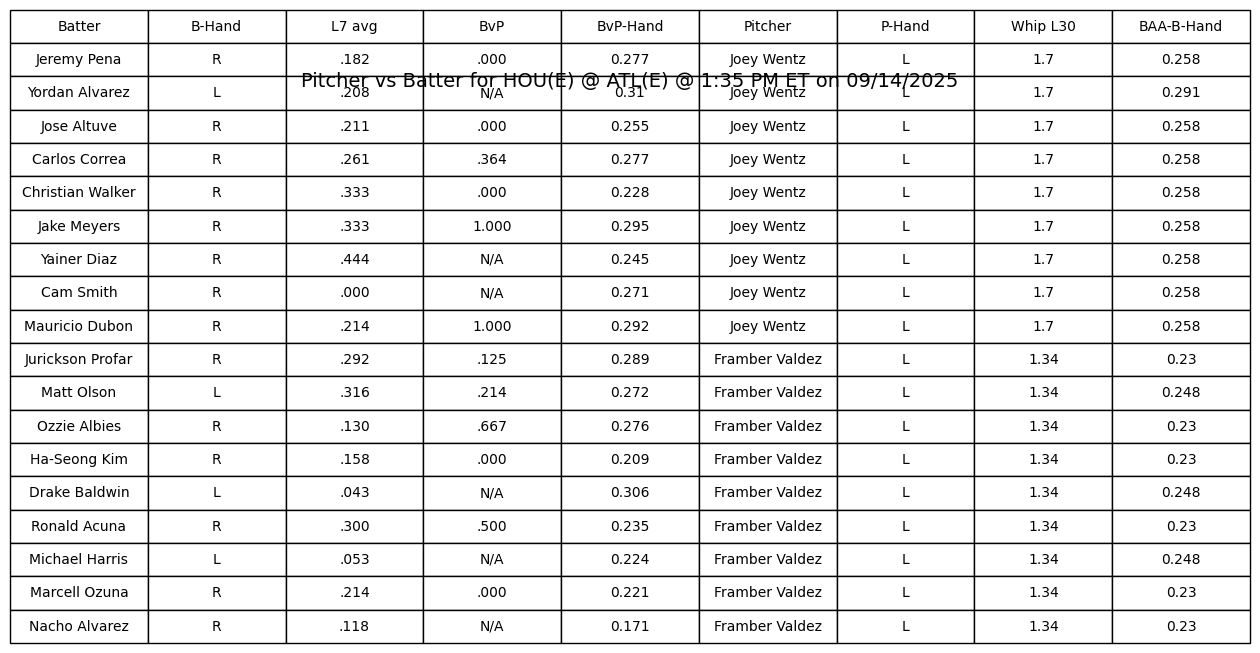 Batter B-Hand L7 avg BvP BvP-Hand Pitcher P-Hand Whip L30 BAA-B-Hand
Jeremy Pena R .182 .000 0.277 Joey Wentz L 1.7 0.258
Pitcher vs Batter for HOU(E) @ ATL(E) @ 1:35 PM ET on 09/14/2025
Yordan Alvarez L .208 N/A 0.31 Joey Wentz L 1.7 0.291
Jose Altuve R .211 .000 0.255 Joey Wentz L 1.7 0.258
Carlos Correa R .261 .364 0.277 Joey Wentz L 1.7 0.258
Christian Walker R .333 .000 0.228 Joey Wentz L 1.7 0.258
Jake Meyers R .333 1.000 0.295 Joey Wentz L 1.7 0.258
Yainer Diaz R .444 N/A 0.245 Joey Wentz L 1.7 0.258
Cam Smith R .000 N/A 0.271 Joey Wentz L 1.7 0.258
Mauricio Dubon R .214 1.000 0.292 Joey Wentz L 1.7 0.258
Jurickson Profar R .292 .125 0.289 Framber Valdez L 1.34 0.23
Matt Olson L .316 .214 0.272 Framber Valdez L 1.34 0.248
Ozzie Albies R .130 .667 0.276 Framber Valdez L 1.34 0.23
Ha-Seong Kim R .158 .000 0.209 Framber Valdez L 1.34 0.23
Drake Baldwin L .043 N/A 0.306 Framber Valdez L 1.34 0.248
Ronald Acuna R .300 .500 0.235 Framber Valdez L 1.34 0.23
Michael Harris L .053 N/A 0.224 Framber Valdez L 1.34 0.248
Marcell Ozuna R .214 .000 0.221 Framber Valdez L 1.34 0.23
Nacho Alvarez R .118 N/A 0.171 Framber Valdez L 1.34 0.23